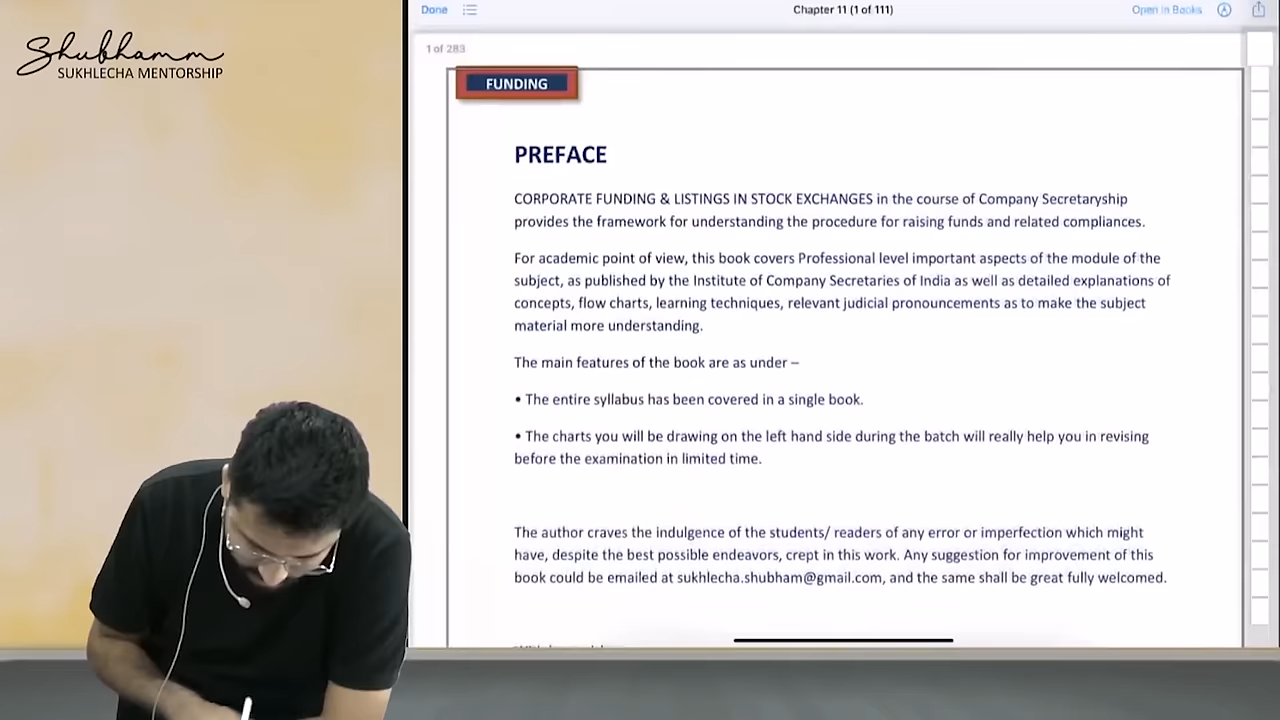 Shubhamm
SUKHLECHA MENTORSHIP
Done
Chapter 11 (1 of 111)
Open in Books
1 of 283
FUNDING
PREFACE
CORPORATE FUNDING & LISTINGS IN STOCK EXCHANGES in the course of Company Secretaryship
provides the framework for understanding the procedure for raising funds and related compliances.
For academic point of view, this book covers Professional level important aspects of the module of the
subject, as published by the Institute of Company Secretaries of India as well as detailed explanations of
concepts, flow charts, learning techniques, relevant judicial pronouncements as to make the subject
material more understanding.
The main features of the book are as under –
• The entire syllabus has been covered in a single book.
• The charts you will be drawing on the left hand side during the batch will really help you in revising
before the examination in limited time.
The author craves the indulgence of the students/ readers of any error or imperfection which might
have, despite the best possible endeavors, crept in this work. Any suggestion for improvement of this
book could be emailed at sukhlecha.shubham@gmail.com, and the same shall be great fully welcomed.